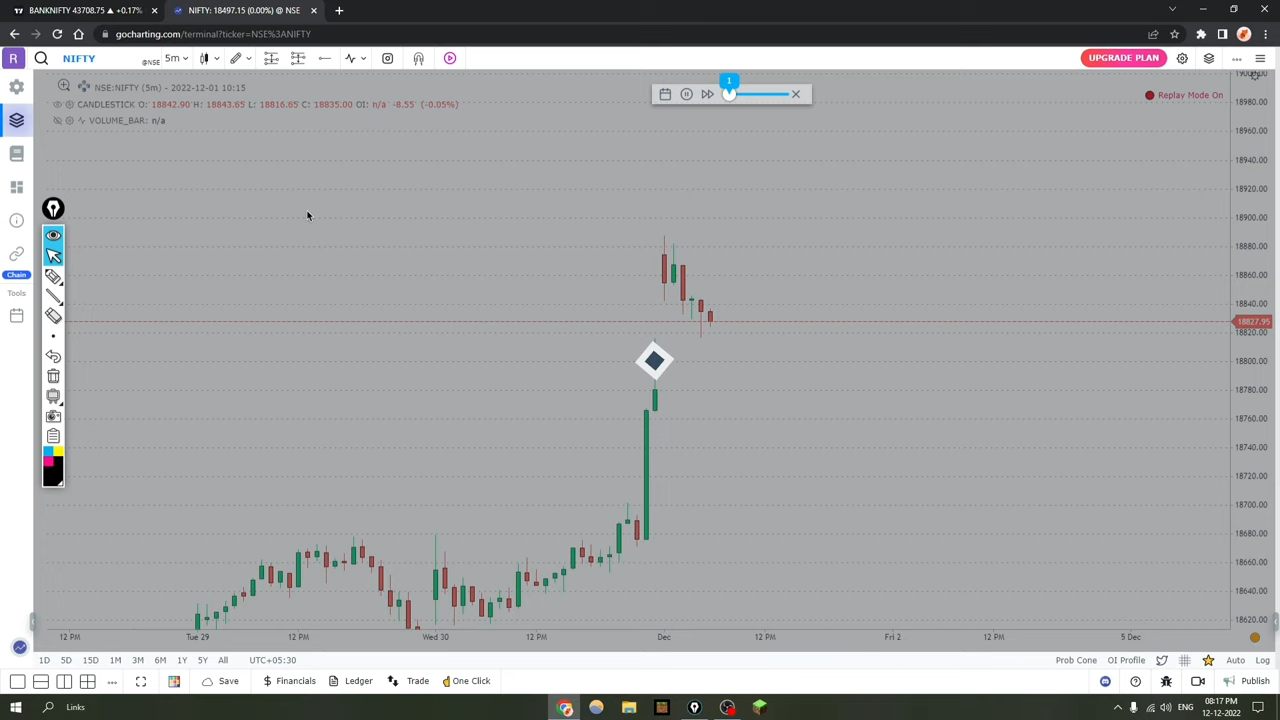 BANKNIFTY 43708.75 ▲ +0.17%
NIFTY: 18497.15 (0.00%) @ NSE
gocharting.com/terminal?ticker=NSE%3ANIFTY
R NIFTY @NSE 5m UPGRADE PLAN
NSE:NIFTY (5m) - 2022-12-01 10:15
CANDLESTICK O: 18842.90 H: 18843.65 L: 18816.65 C: 18835.00 OI: n/a -8.55 (-0.05%)
VOLUME_BAR: n/a
1
Replay Mode On
18980.00
18960.00
18940.00
18920.00
18900.00
18880.00
18860.00
18840.00
18827.95
18820.00
18800.00
18780.00
18760.00
18740.00
18720.00
18700.00
18680.00
18660.00
18640.00
18620.00
Chain
Tools
12 PM Tue 29 12 PM Wed 30 12 PM Dec 12 PM Fri 2 12 PM 5 Dec
1D 5D 15D 1M 3M 6M 1Y 5Y All UTC+05:30 Prob Cone OI Profile Auto Log
Save Financials Ledger Trade One Click Publish
Links ENG 08:17 PM
12-12-2022